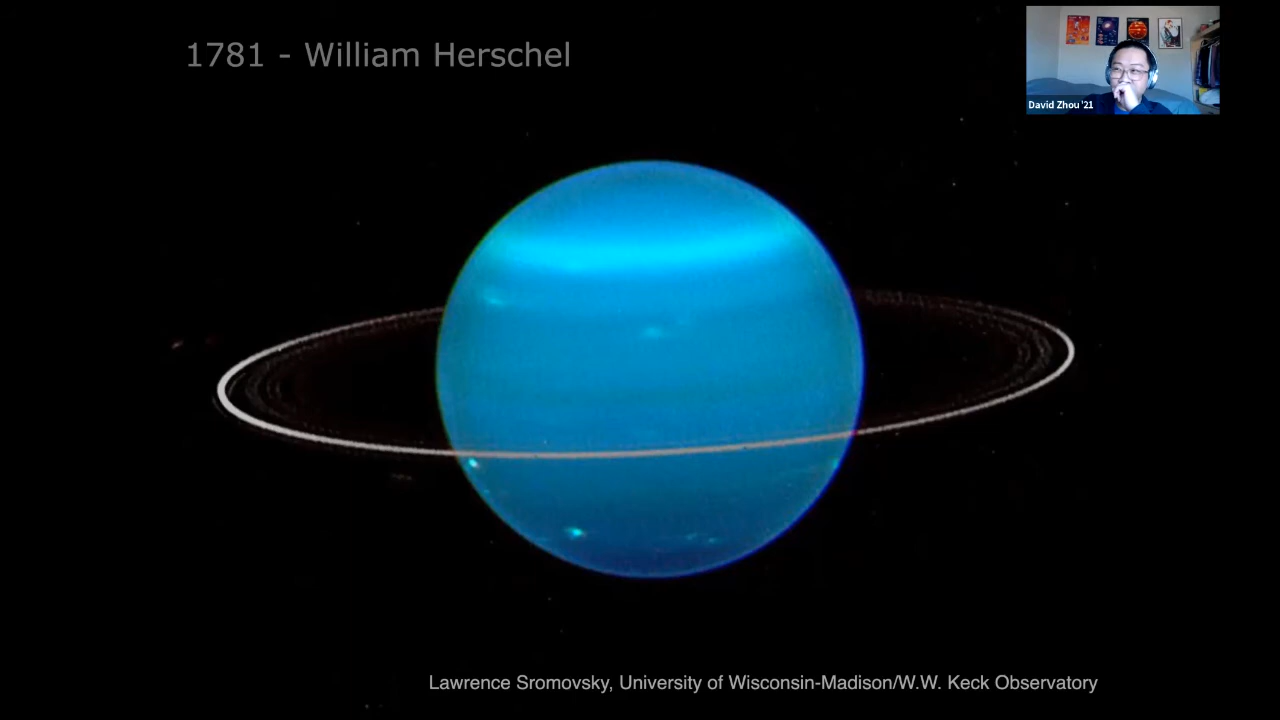 1781 - William Herschel
David Zhou '21
Lawrence Sromovsky, University of Wisconsin-Madison/W.W. Keck Observatory